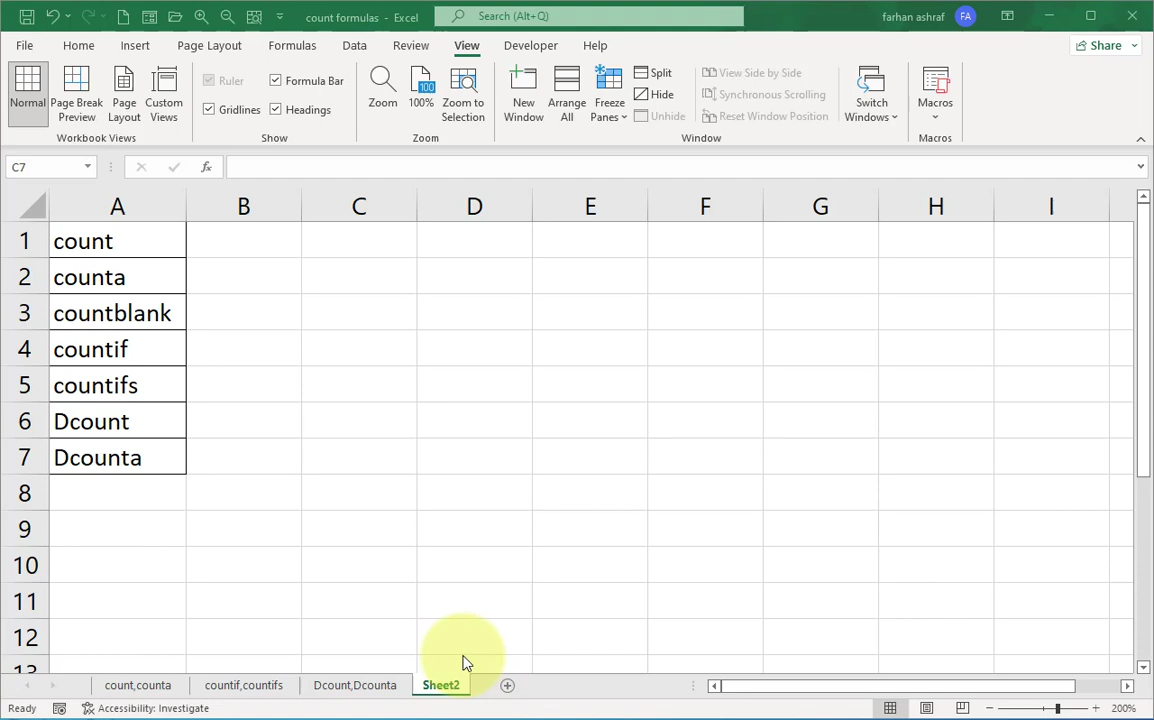 count formulas - Excel
Search (Alt+Q)
farhan ashraf FA
File Home Insert Page Layout Formulas Data Review View Developer Help Share
Normal
Page Break Preview
Page Layout
Custom Views
Ruler
Formula Bar
Gridlines
Headings
Zoom
100
100%
Zoom to Selection
New Window
Arrange All
Freeze Panes
Split
Hide
Unhide
View Side by Side
Synchronous Scrolling
Reset Window Position
Switch Windows
Macros
Workbook Views Show Zoom Window Macros
C7 fx
A B C D E F G H I
1 count
2 counta
3 countblank
4 countif
5 countifs
6 Dcount
7 Dcounta
8
9
10
11
12
13
count,counta countif,countifs Dcount,Dcounta Sheet2
Ready Accessibility: Investigate 200%